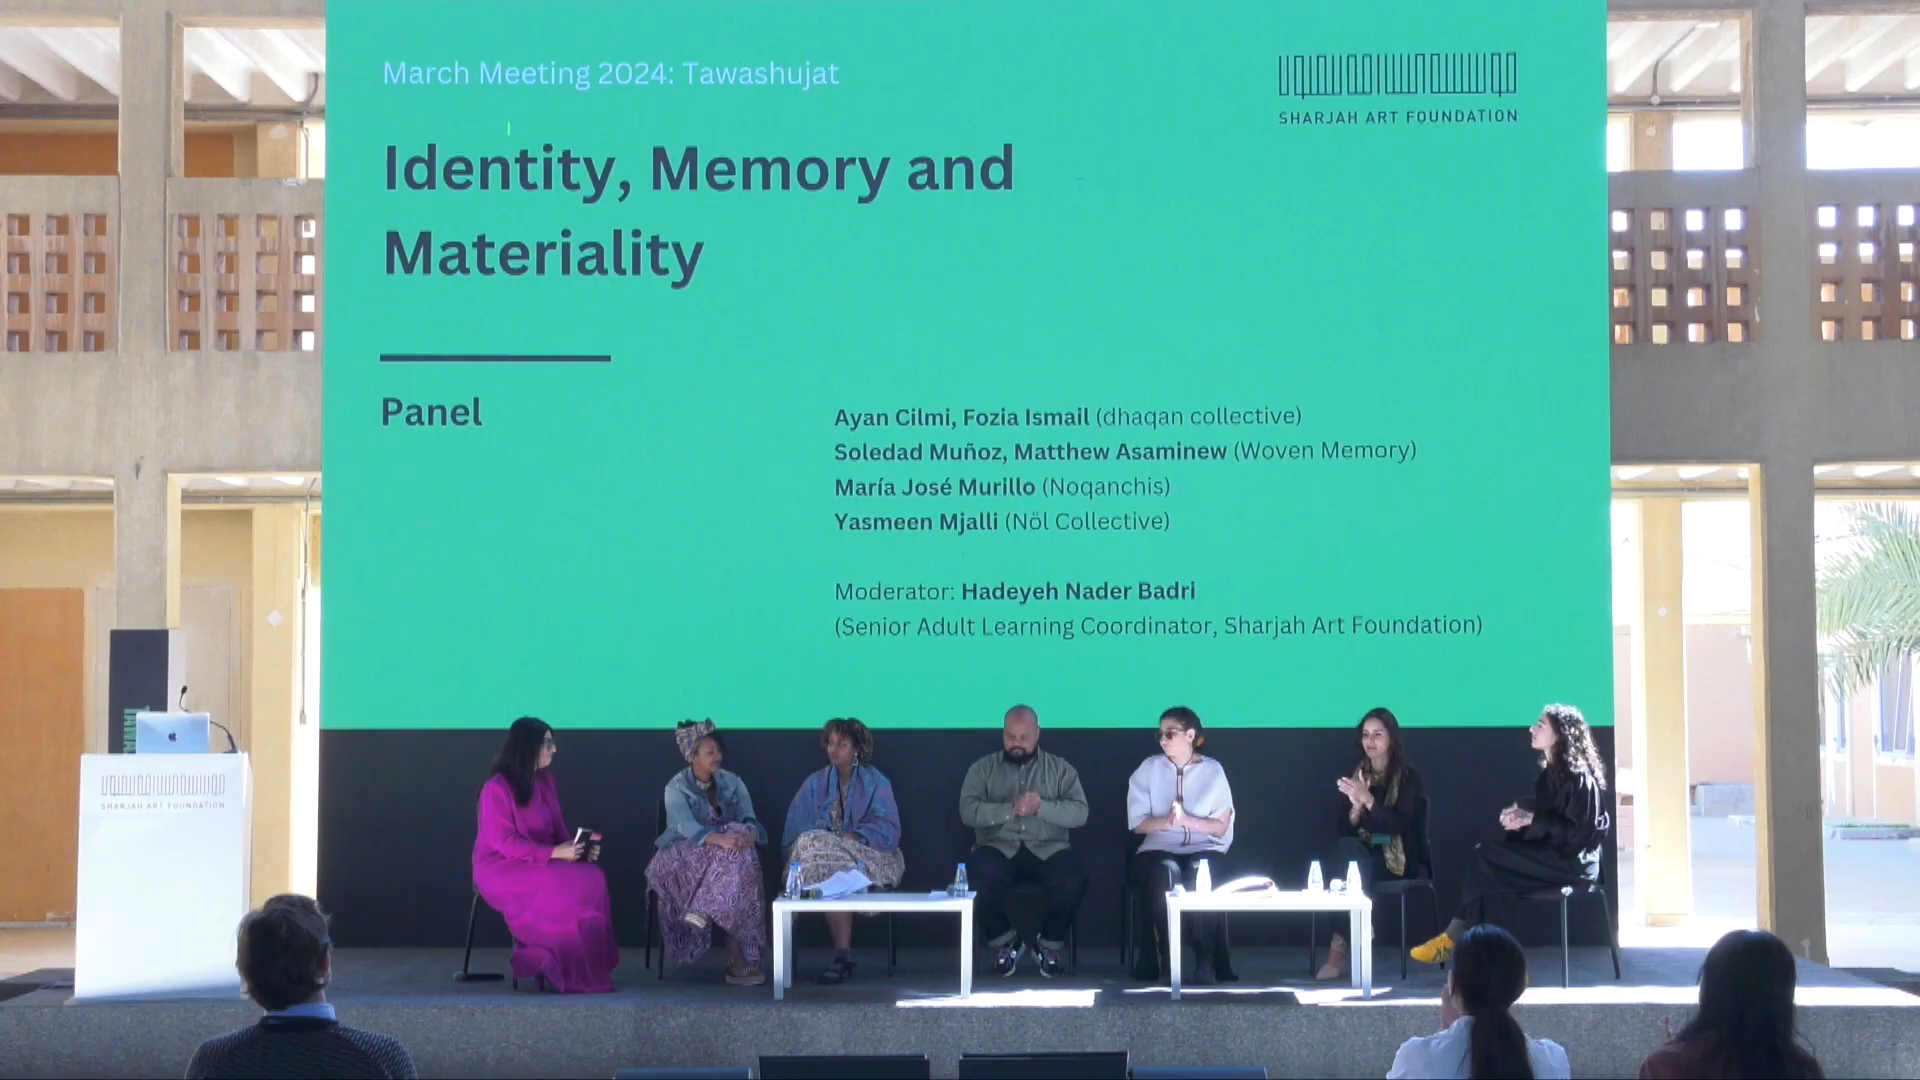 March Meeting 2024: Tawashujat
SHARJAH ART FOUNDATION
Identity, Memory and
Materiality
Panel
Ayan Cilmi, Fozia Ismail (dhaqan collective)
Soledad Muñoz, Matthew Asaminew (Woven Memory)
María José Murillo (Noqanchis)
Yasmeen Mjalli (Nöl Collective)
Moderator: Hadeyeh Nader Badri
(Senior Adult Learning Coordinator, Sharjah Art Foundation)
SHARJAH ART FOUNDATION